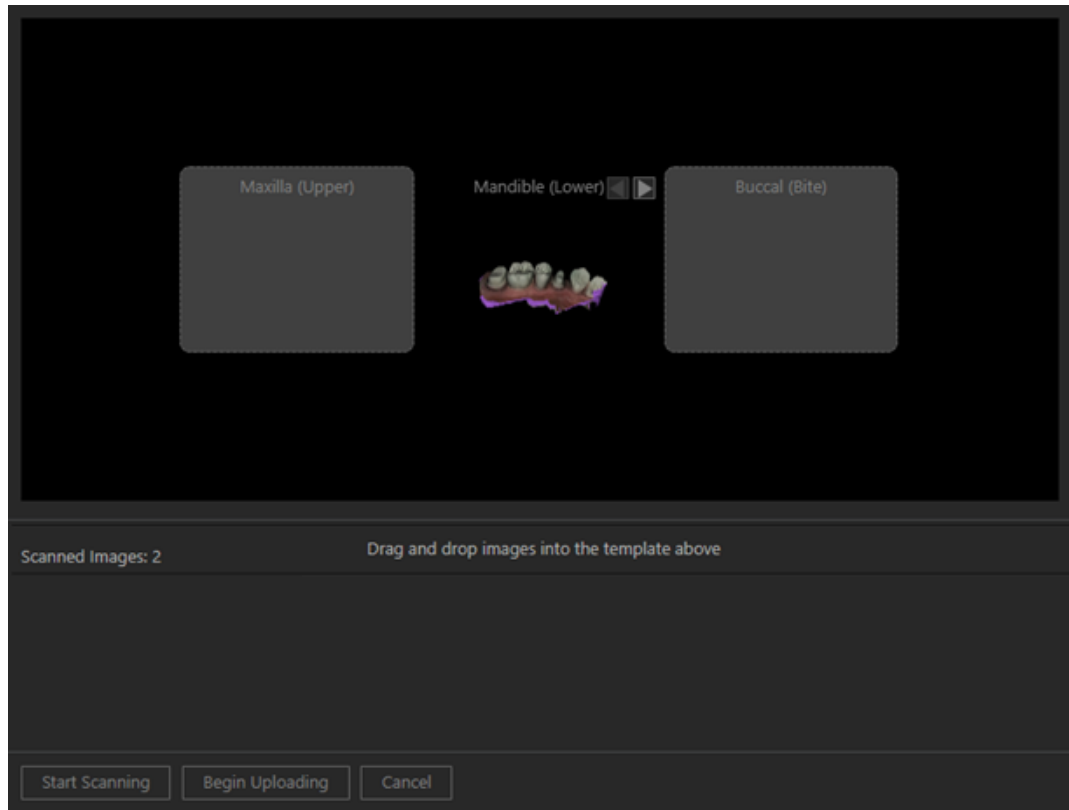 Maxilla (Upper)
Mandible (Lower)
Buccal (Bite)
Scanned Images: 2
Drag and drop images into the template above
Start Scanning
Begin Uploading
Cancel